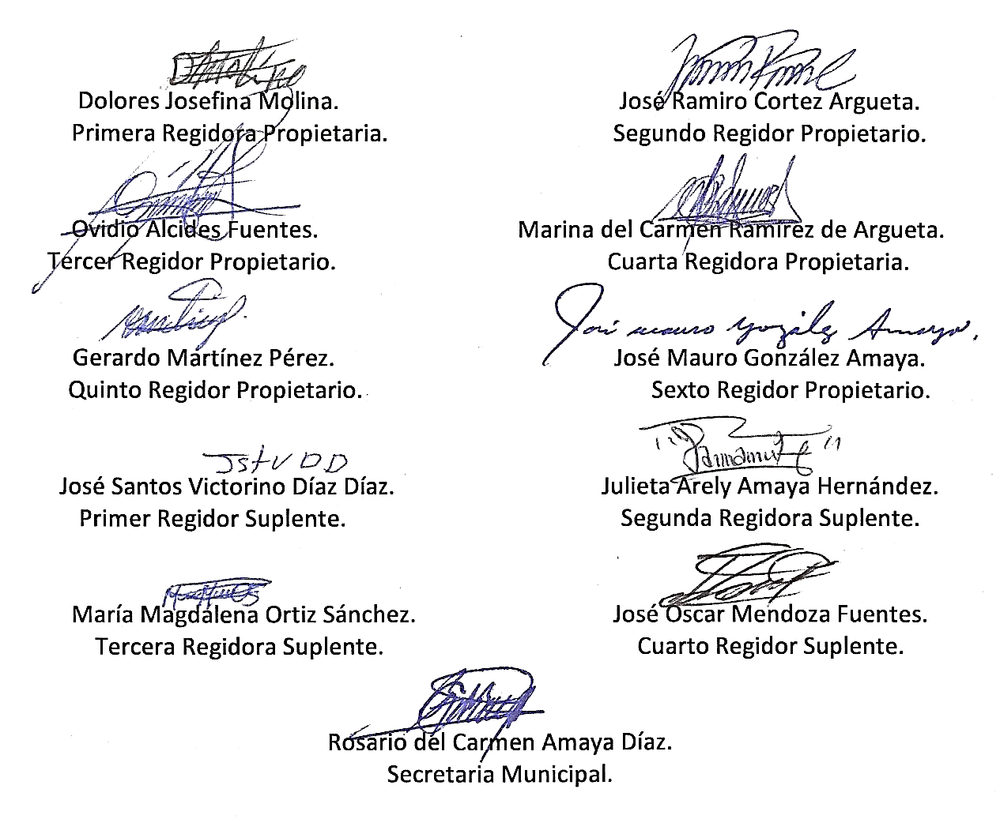 Dolores Josefina Molina.
Primera Regidora Propietaria.
José Ramiro Cortez Argueta.
Segundo Regidor Propietario.
Ovidio Alcides Fuentes.
Tercer Regidor Propietario.
Marina del Carmen Ramírez de Argueta.
Cuarta Regidora Propietaria.
Gerardo Martínez Pérez.
Quinto Regidor Propietario.
José Mauro González Amaya.
José Mauro González Amaya.
Sexto Regidor Propietario.
JStVDD
José Santos Victorino Díaz Díaz.
Primer Regidor Suplente.
Julieta Arely Amaya Hernández.
Segunda Regidora Suplente.
María Magdalena Ortiz Sánchez.
Tercera Regidora Suplente.
José Oscar Mendoza Fuentes.
Cuarto Regidor Suplente.
Rosario del Carmen Amaya Díaz.
Secretaria Municipal.